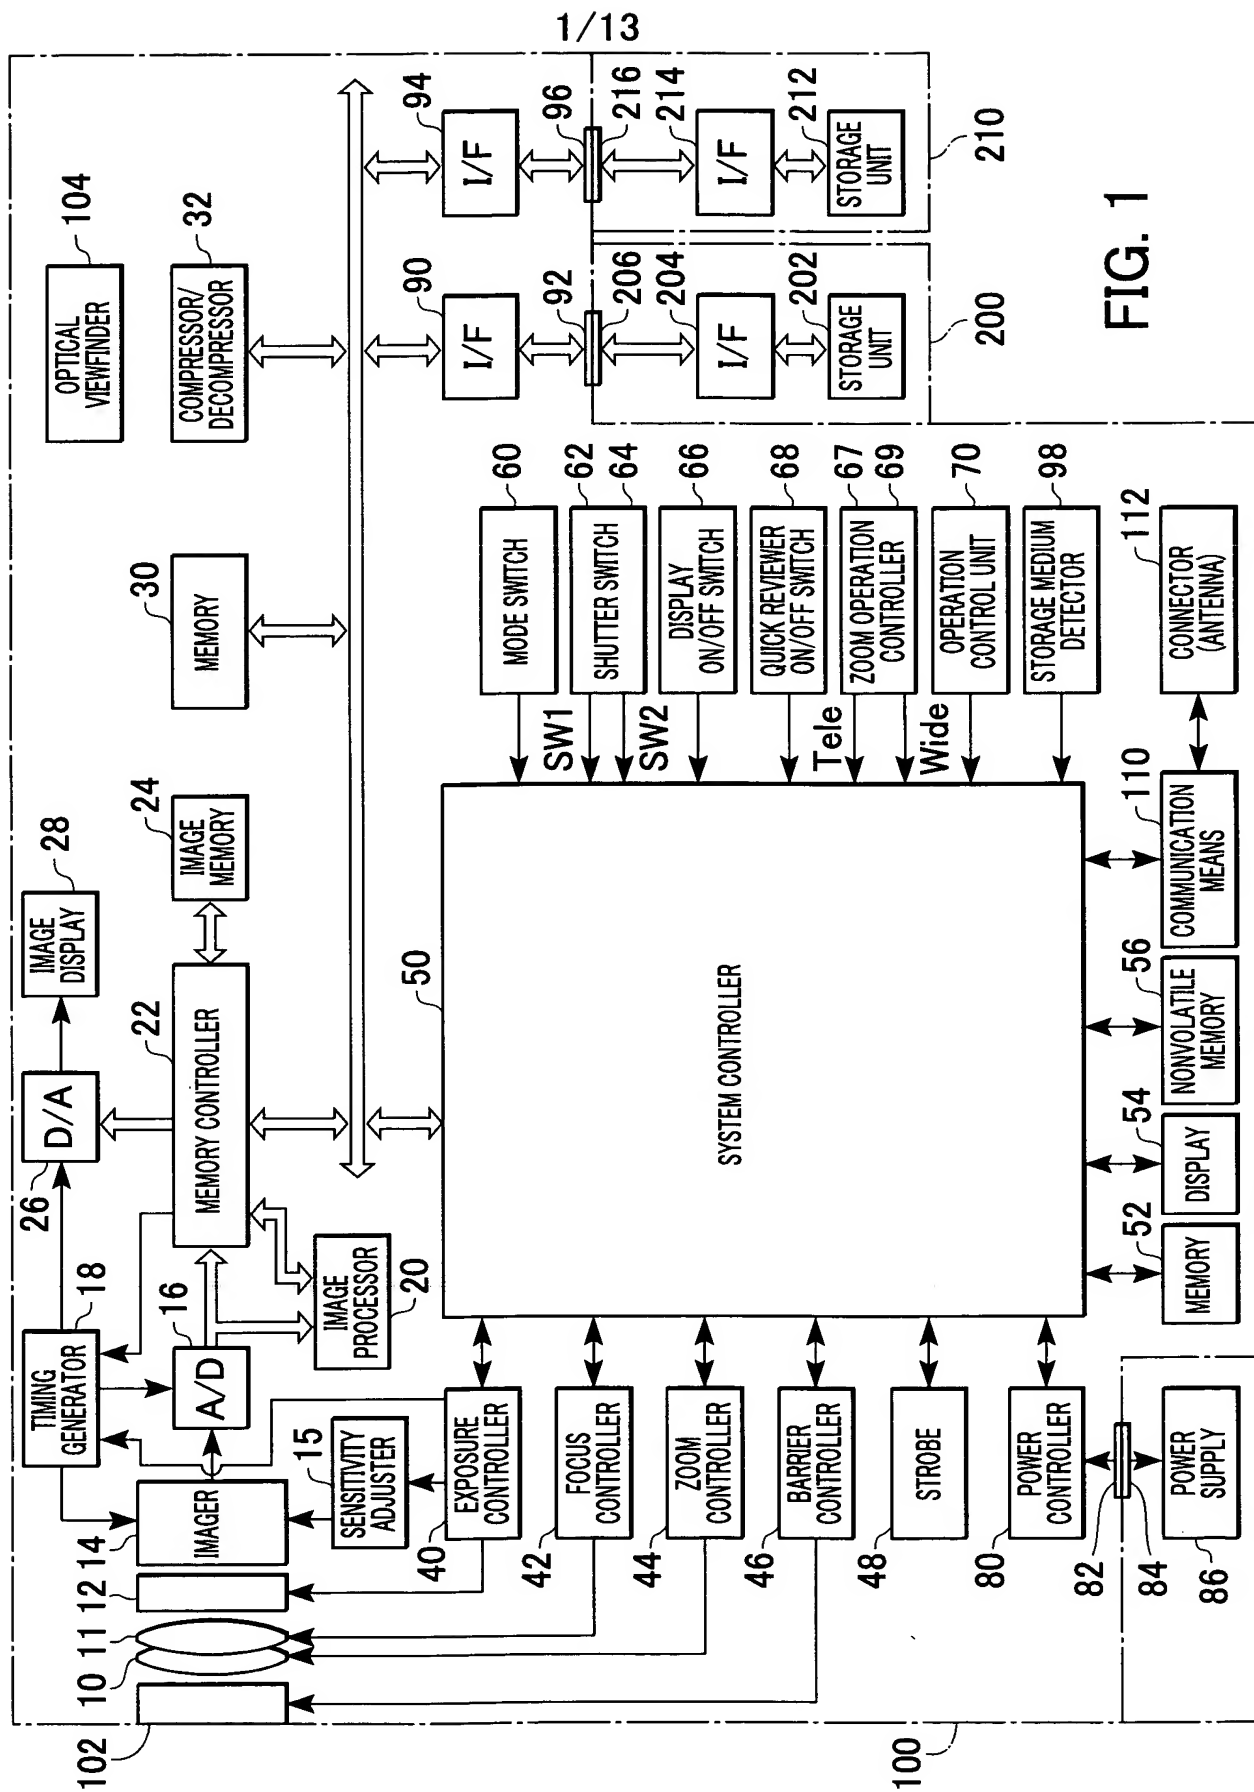 1/13
102
10
11
12
14
IMAGER
TIMING
GENERATOR
18
A/D
16
IMAGE
PROCESSOR
20
D/A
26
IMAGE
DISPLAY
28
MEMORY CONTROLLER
22
IMAGE
MEMORY
24
MEMORY
30
OPTICAL
VIEWFINDER
104
COMPRESSOR/
DECOMPRESSOR
32
SENSITIVITY
ADJUSTER
15
EXPOSURE
CONTROLLER
40
FOCUS
CONTROLLER
42
ZOOM
CONTROLLER
44
BARRIER
CONTROLLER
46
STROBE
48
POWER
CONTROLLER
80
82
84
POWER
SUPPLY
86
100
SYSTEM CONTROLLER
50
MEMORY
52
DISPLAY
54
NONVOLATILE
MEMORY
56
COMMUNICATION
MEANS
110
CONNECTOR
(ANTENNA)
112
MODE SWITCH
60
SW1
SHUTTER SWITCH
62
64
SW2
DISPLAY
ON/OFF SWITCH
66
QUICK REVIEWER
ON/OFF SWITCH
68
Tele
ZOOM OPERATION
CONTROLLER
67
69
Wide
OPERATION
CONTROL UNIT
70
STORAGE MEDIUM
DETECTOR
98
I/F
90
92
206
I/F
204
STORAGE
UNIT
202
200
I/F
94
96
216
I/F
214
STORAGE
UNIT
212
210
FIG. 1